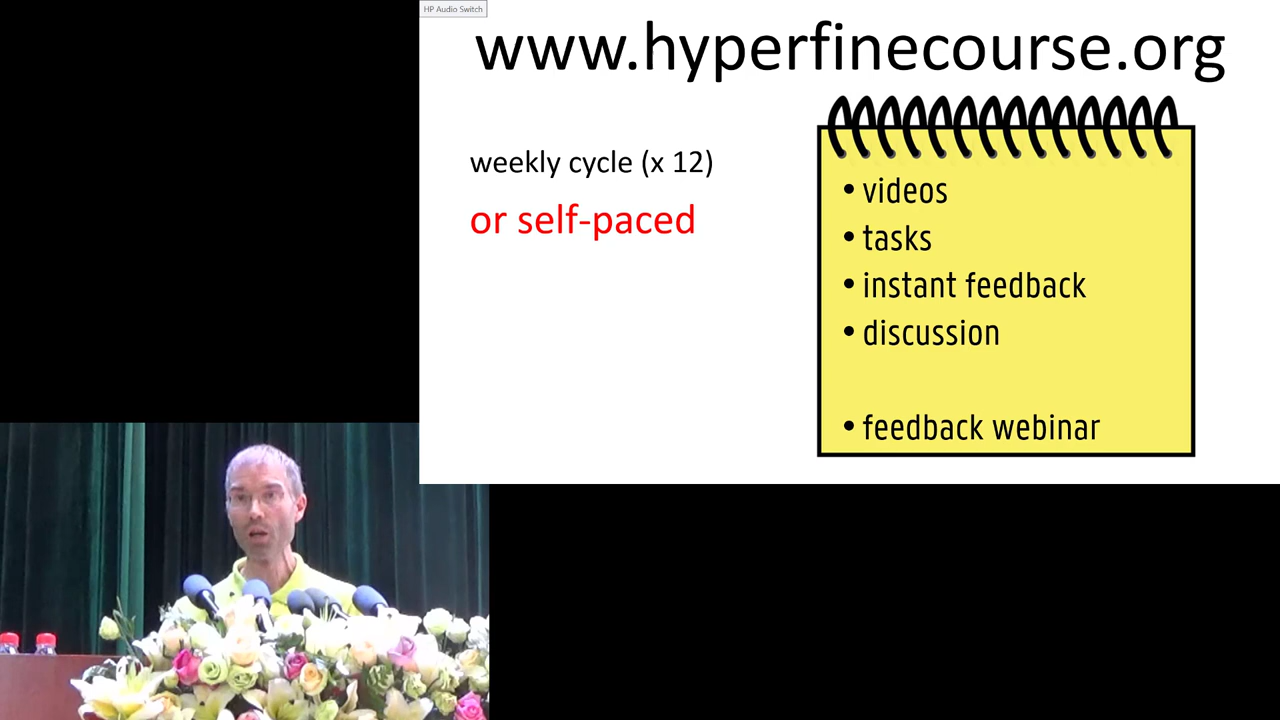 HP Audio Switch
www.hyperfinecourse.org
weekly cycle (x 12)
or self-paced
• videos
• tasks
• instant feedback
• discussion
• feedback webinar